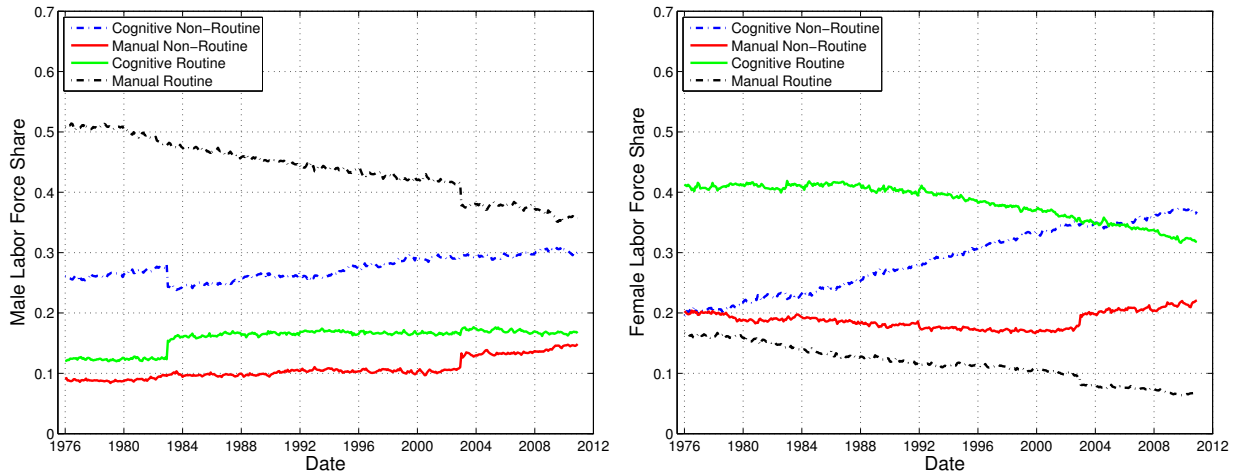 Cognitive Non−Routine
Manual Non−Routine
Cognitive Routine
Manual Routine
0.7
0.6
0.5
0.4
0.3
0.2
0.1
0
Male Labor Force Share
1976 1980 1984 1988 1992 1996 2000 2004 2008 2012
Date
Cognitive Non−Routine
Manual Non−Routine
Cognitive Routine
Manual Routine
0.7
0.6
0.5
0.4
0.3
0.2
0.1
0
Female Labor Force Share
1976 1980 1984 1988 1992 1996 2000 2004 2008 2012
Date